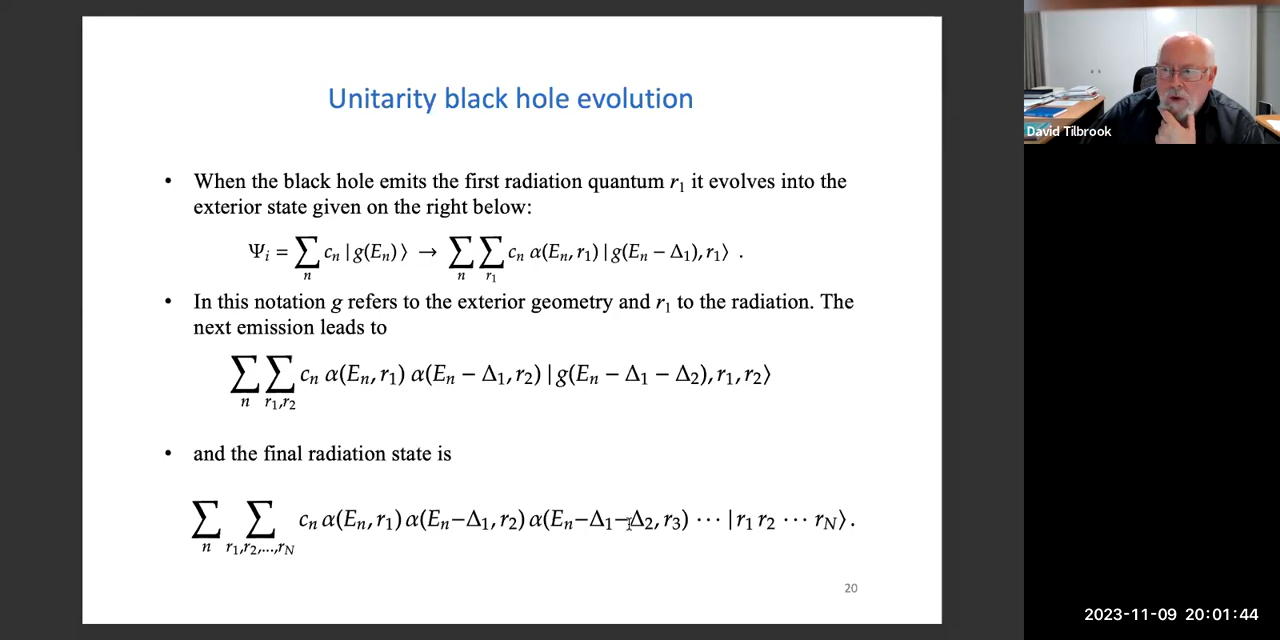 Unitarity black hole evolution
• When the black hole emits the first radiation quantum r₁ it evolves into the
exterior state given on the right below:
Ψᵢ = ∑ₙ cₙ |g(Eₙ)⟩ → ∑ₙ ∑_{r₁} cₙ α(Eₙ, r₁) |g(Eₙ − Δ₁), r₁⟩ .
• In this notation g refers to the exterior geometry and r₁ to the radiation. The
next emission leads to
∑ₙ ∑_{r₁,r₂} cₙ α(Eₙ, r₁) α(Eₙ − Δ₁, r₂) |g(Eₙ − Δ₁ − Δ₂), r₁, r₂⟩
• and the final radiation state is
∑ₙ ∑_{r₁,r₂,…,r_N} cₙ α(Eₙ, r₁) α(Eₙ−Δ₁, r₂) α(Eₙ−Δ₁−Δ₂, r₃) ⋯ |r₁ r₂ ⋯ r_N⟩.
20
David Tilbrook
2023-11-09 20:01:44